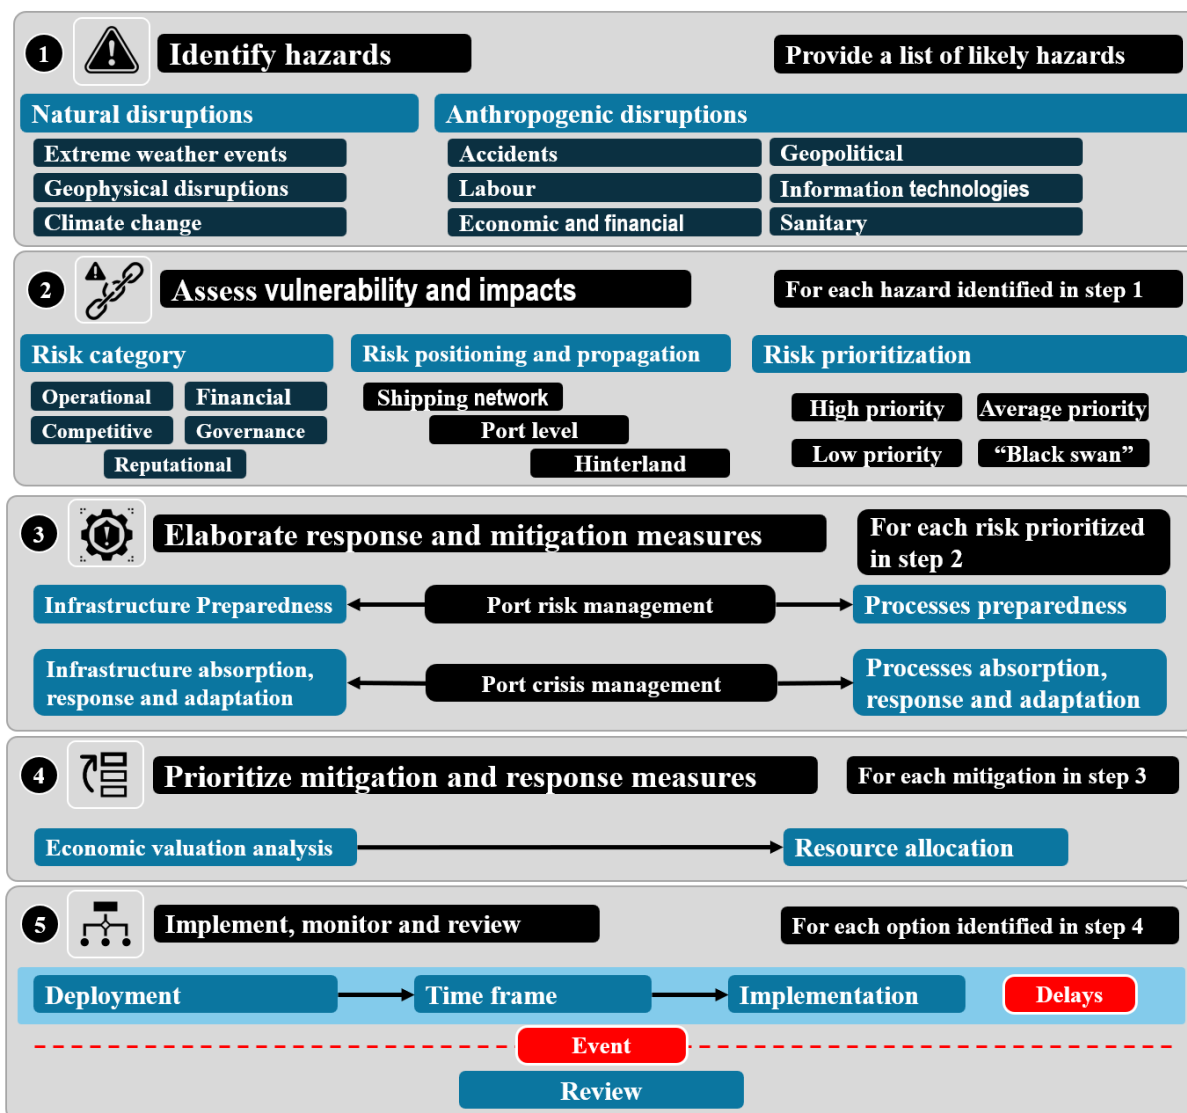 1
Identify hazards
Provide a list of likely hazards
Natural disruptions
Anthropogenic disruptions
Extreme weather events
Accidents
Geopolitical
Geophysical disruptions
Labour
Information technologies
Climate change
Economic and financial
Sanitary
2
Assess vulnerability and impacts
For each hazard identified in step 1
Risk category
Risk positioning and propagation
Risk prioritization
Operational
Financial
Competitive
Governance
Reputational
Shipping network
Port level
Hinterland
High priority
Average priority
Low priority
“Black swan”
3
Elaborate response and mitigation measures
For each risk prioritized
in step 2
Infrastructure Preparedness
Port risk management
Processes preparedness
Infrastructure absorption,
response and adaptation
Port crisis management
Processes absorption,
response and adaptation
4
Prioritize mitigation and response measures
For each mitigation in step 3
Economic valuation analysis
Resource allocation
5
Implement, monitor and review
For each option identified in step 4
Deployment
Time frame
Implementation
Delays
Event
Review